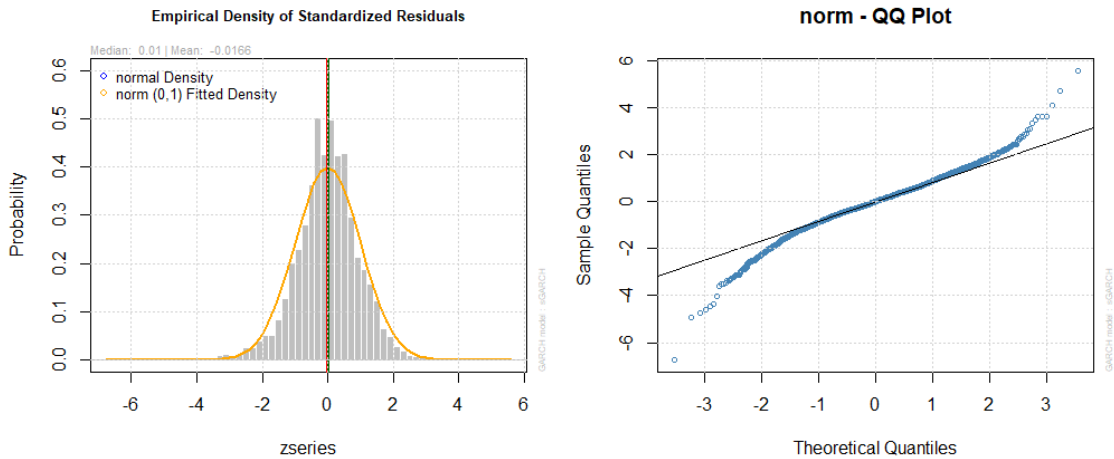 Empirical Density of Standardized Residuals
Median: 0.01 | Mean: -0.0166
normal Density
norm (0,1) Fitted Density
Probability
0.0
0.1
0.2
0.3
0.4
0.5
0.6
-6
-4
-2
0
2
4
6
zseries
GARCH model : sGARCH
norm - QQ Plot
Sample Quantiles
-6
-4
-2
0
2
4
6
-3
-2
-1
0
1
2
3
Theoretical Quantiles
GARCH model : sGARCH